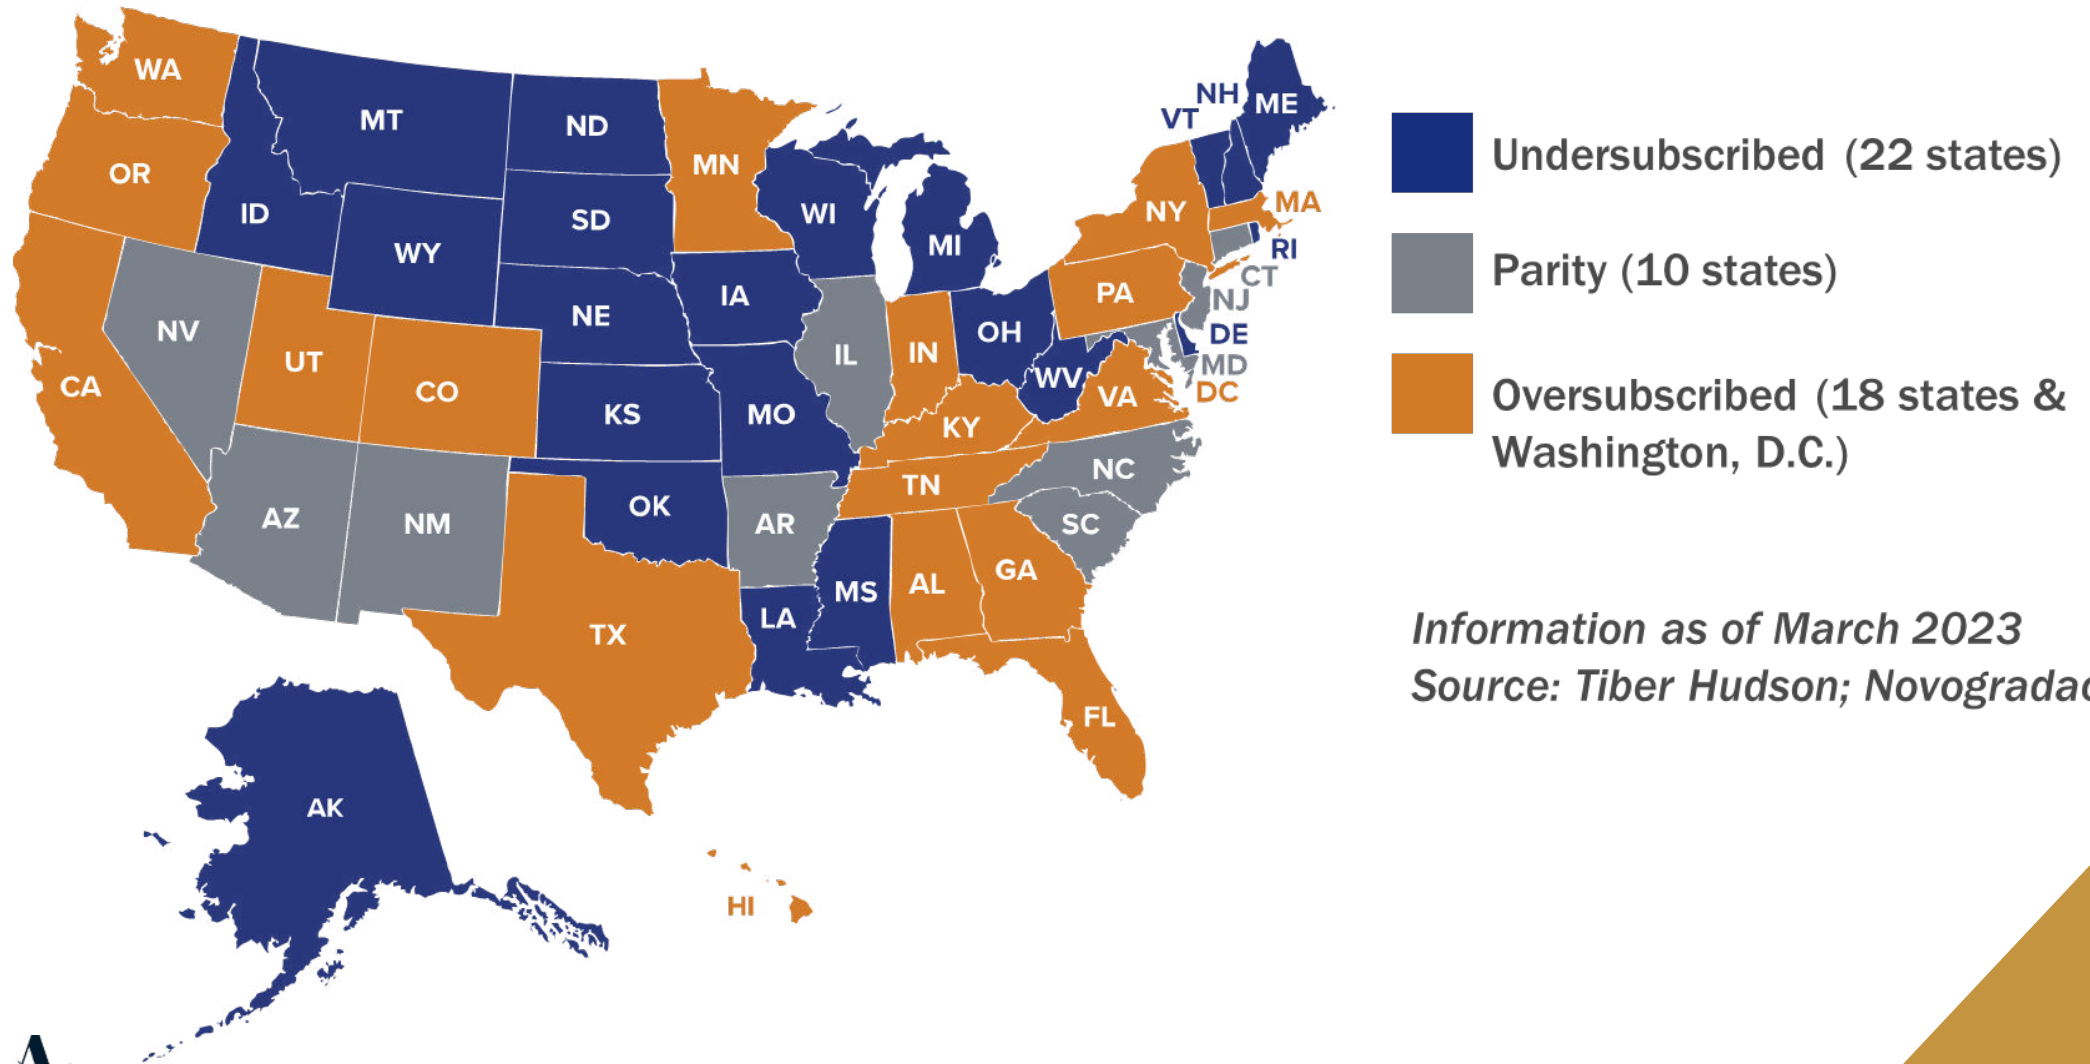 WA
MT
ND
MN
OR
ID
SD
WI
MI
NH
ME
VT
NY
MA
RI
WY
CT
NJ
PA
IA
NE
NV
OH
DE
IL
IN
MD
DC
UT
CO
CA
WV
VA
KS
MO
KY
NC
TN
OK
AR
AZ
NM
SC
GA
AL
MS
LA
TX
FL
AK
HI
Undersubscribed (22 states)
Parity (10 states)
Oversubscribed (18 states &
Washington, D.C.)
Information as of March 2023
Source: Tiber Hudson;